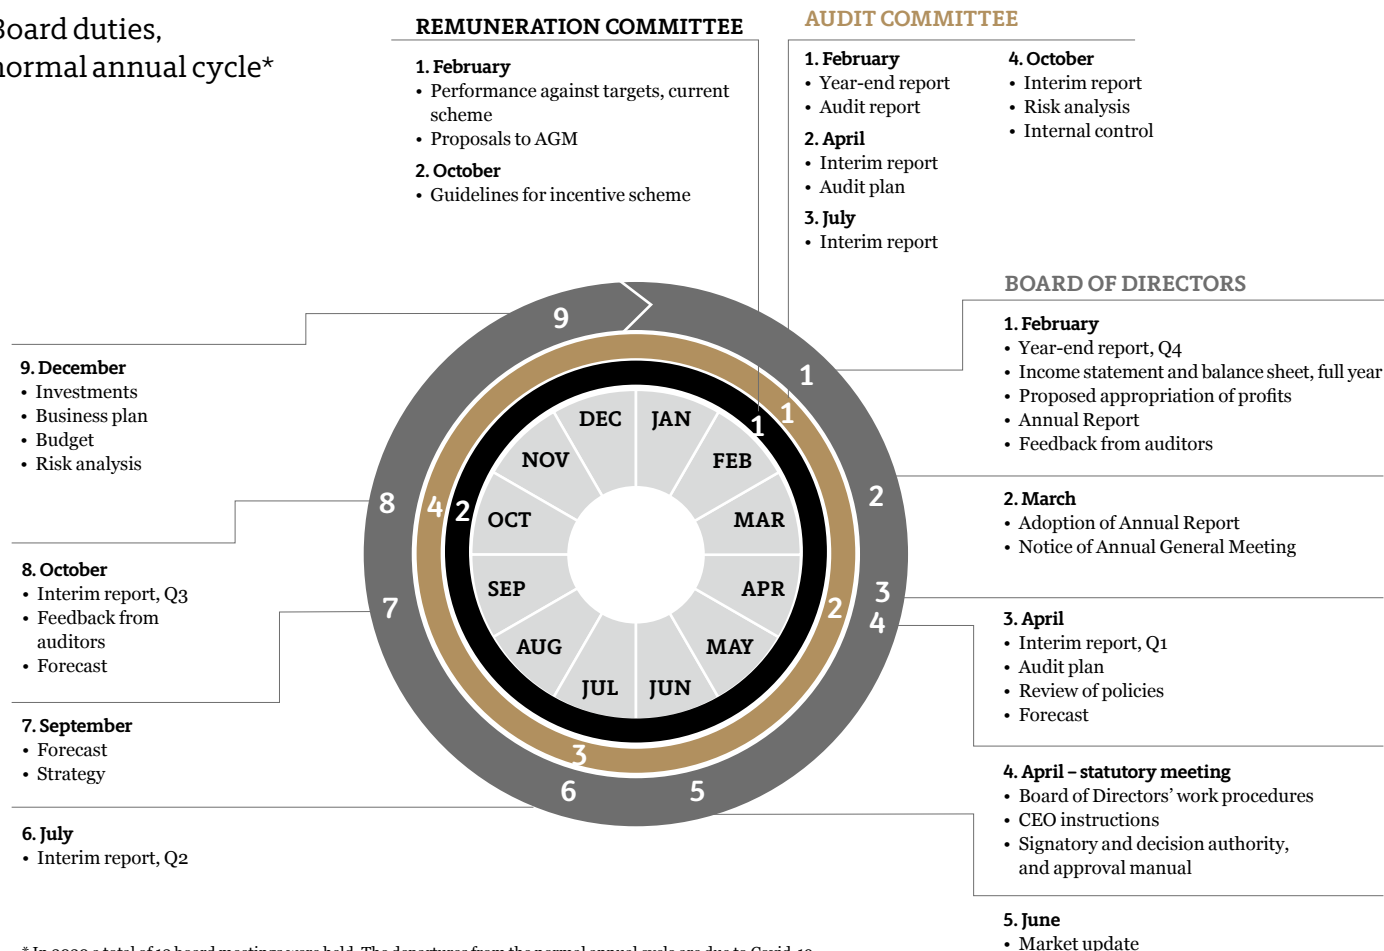 Board duties,
normal annual cycle*
REMUNERATION COMMITTEE
1. February
• Performance against targets, current
scheme
• Proposals to AGM
2. October
• Guidelines for incentive scheme
AUDIT COMMITTEE
1. February
• Year-end report
• Audit report
2. April
• Interim report
• Audit plan
3. July
• Interim report
4. October
• Interim report
• Risk analysis
• Internal control
BOARD OF DIRECTORS
1. February
• Year-end report, Q4
• Income statement and balance sheet, full year
• Proposed appropriation of profits
• Annual Report
• Feedback from auditors
2. March
• Adoption of Annual Report
• Notice of Annual General Meeting
3. April
• Interim report, Q1
• Audit plan
• Review of policies
• Forecast
4. April – statutory meeting
• Board of Directors' work procedures
• CEO instructions
• Signatory and decision authority,
and approval manual
5. June
• Market update
6. July
• Interim report, Q2
7. September
• Forecast
• Strategy
8. October
• Interim report, Q3
• Feedback from
auditors
• Forecast
9. December
• Investments
• Business plan
• Budget
• Risk analysis
JAN
FEB
MAR
APR
MAY
JUN
JUL
AUG
SEP
OCT
NOV
DEC
1
2
3
4
5
6
7
8
9
1
2
3
4
1
2